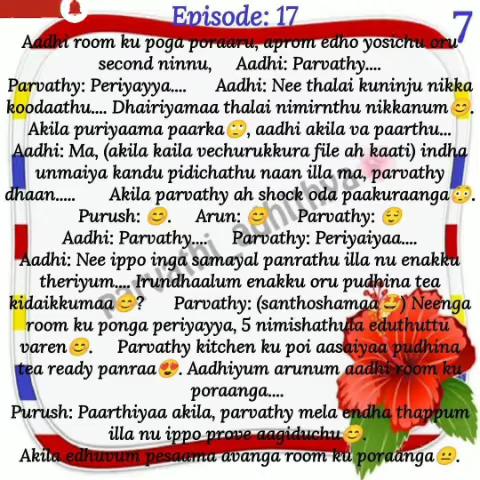 Episode: 17
7
Aadhi room ku poga poraaru, aprom edho yosichu oru
second ninnu, Aadhi: Parvathy....
Parvathy: Periyayya.... Aadhi: Nee thalai kuninju nikka
koodaathu.... Dhairiyamaa thalai nimirnthu nikkanum😊.
Akila puriyaama paarka🙄, aadhi akila va paarthu...
Aadhi: Ma, (akila kaila vechurukkura file ah kaati) indha
unmaiya kandu pidichathu naan illa ma, parvathy
dhaan..... Akila parvathy ah shock oda paakuraanga😳.
Purush: 😊. Arun: 😊 Parvathy: 😌
Aadhi: Parvathy.... Parvathy: Periyaiyaa....
Aadhi: Nee ippo inga samayal panrathu illa nu enakku
theriyum.... Irundhaalum enakku oru pudhina tea
kidaikkumaa😊? Parvathy: (santhoshamaa🤩) Neenga
room ku ponga periyayya, 5 nimishathula eduthuttu
varen😊. Parvathy kitchen ku poi aasaiyaa pudhina
tea ready panraa😍. Aadhiyum arunum aadhi room ku
poraanga....
Purush: Paarthiyaa akila, parvathy mela endha thappum
illa nu ippo prove aagiduchu😊.
Akila edhuvum pesaama avanga room ku poraanga😐.